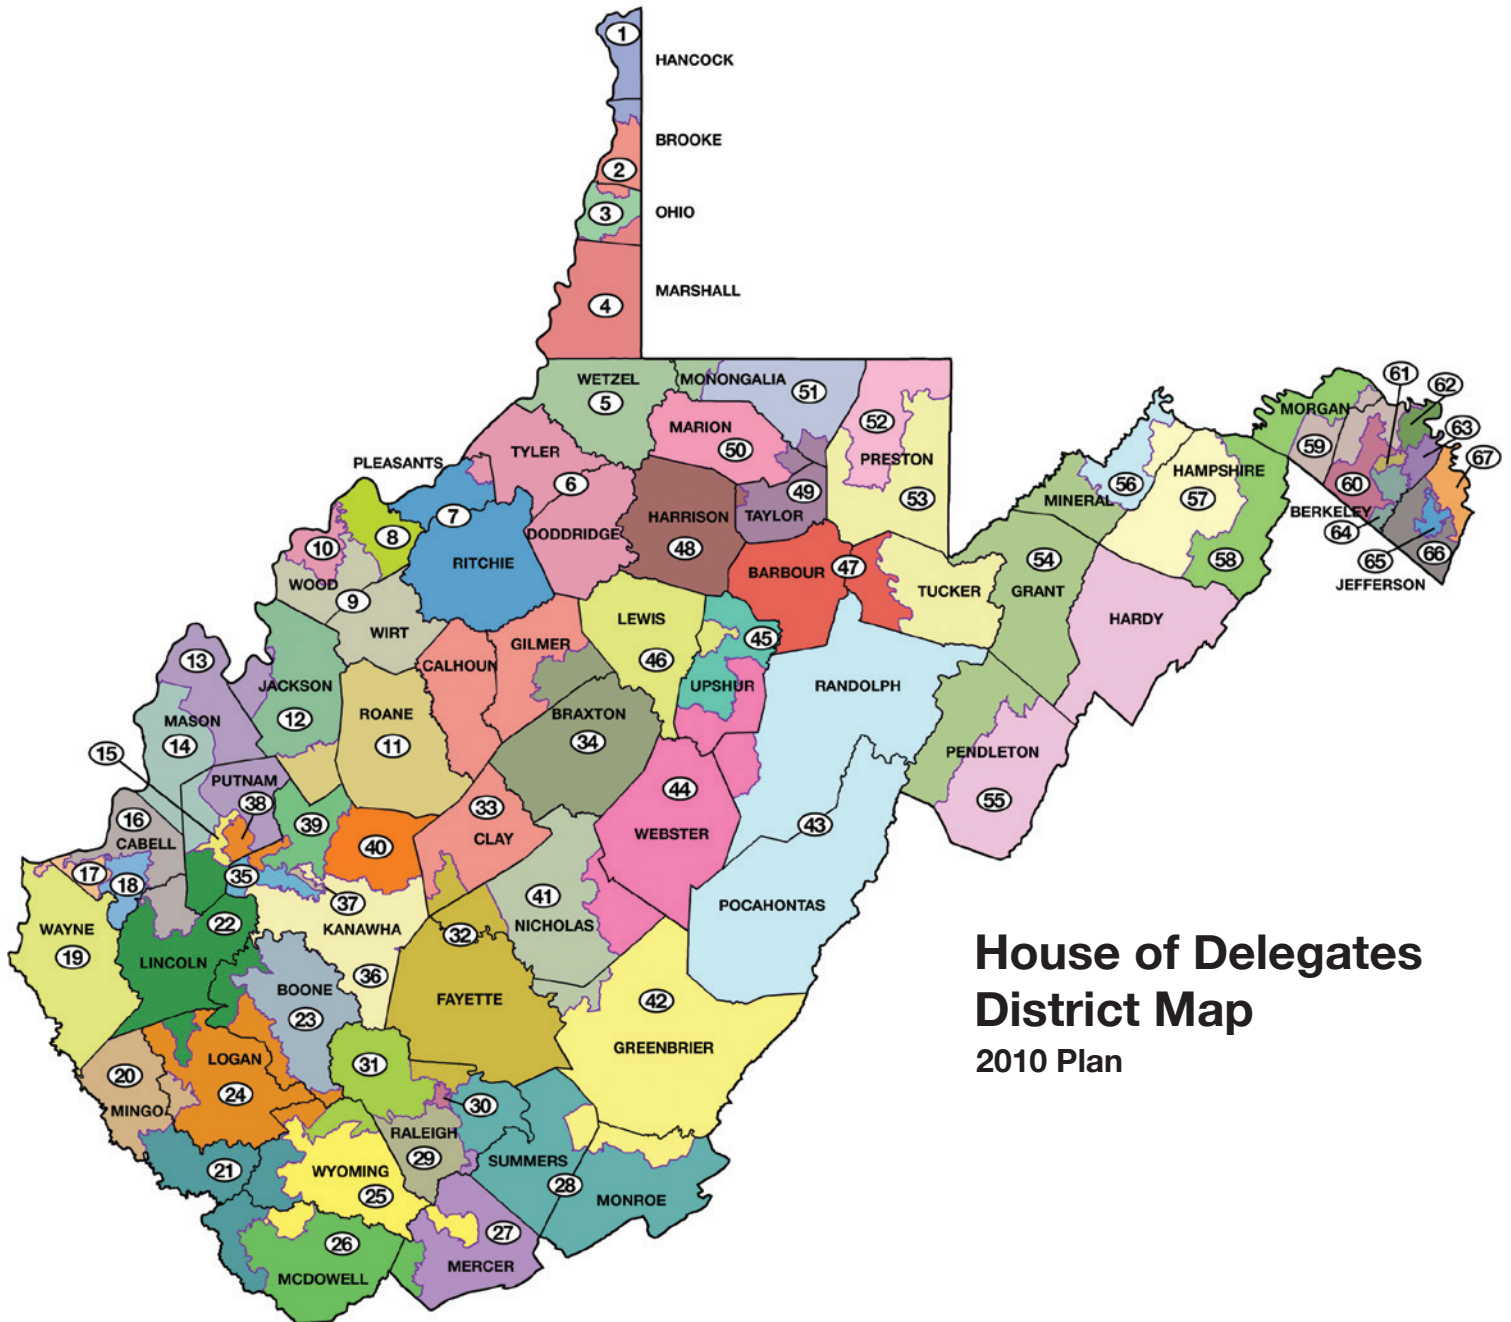 1
HANCOCK
BROOKE
2
3
OHIO
MARSHALL
4
WETZEL
5
MONONGALIA
51
61
62
MORGAN
63
67
59
60
BERKELEY
64
65
66
JEFFERSON
MARION
50
52
PRESTON
53
TYLER
PLEASANTS
6
7
49
TAYLOR
HARRISON
48
DODDRIDGE
8
10
RITCHIE
WOOD
9
WIRT
BARBOUR
47
TUCKER
MINERAL
56
HAMPSHIRE
57
58
54
GRANT
HARDY
LEWIS
46
45
UPSHUR
RANDOLPH
GILMER
CALHOUN
13
JACKSON
12
ROANE
11
MASON
14
15
BRAXTON
34
PENDLETON
55
PUTNAM
38
39
40
33
CLAY
44
WEBSTER
43
16
CABELL
17
18
35
37
KANAWHA
41
NICHOLAS
POCAHONTAS
WAYNE
19
22
LINCOLN
32
36
FAYETTE
BOONE
23
42
GREENBRIER
House of Delegates
District Map
2010 Plan
LOGAN
24
31
20
MINGO
30
RALEIGH
29
SUMMERS
28
MONROE
21
WYOMING
25
27
MERCER
26
MCDOWELL